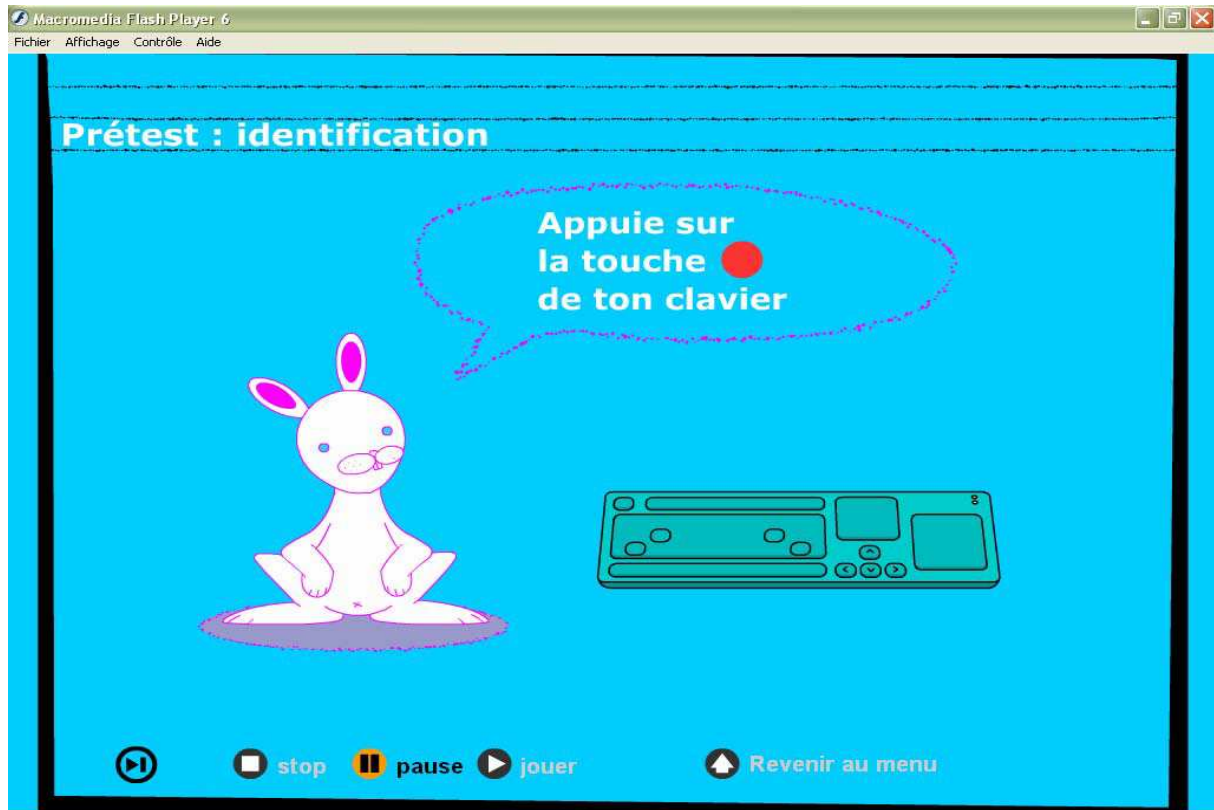 Macromedia Flash Player 6
Fichier Affichage Contrôle Aide
Prétest : identification
Appuie sur
la touche
de ton clavier
stop pause jouer Revenir au menu